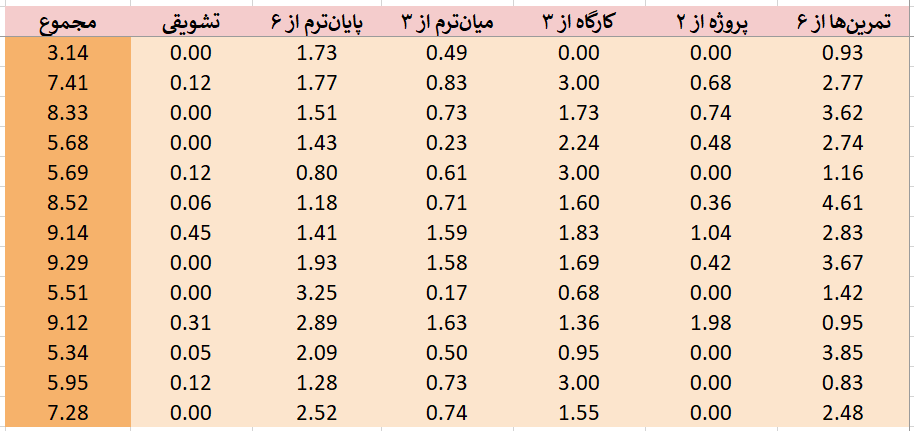 تمرین‌ها از ۶ پروژه از ۲ کارگاه از ۳ میان‌ترم از ۳ پایان‌ترم از ۶ تشویقی مجموع
0.93 0.00 0.00 0.49 1.73 0.00 3.14
2.77 0.68 3.00 0.83 1.77 0.12 7.41
3.62 0.74 1.73 0.73 1.51 0.00 8.33
2.74 0.48 2.24 0.23 1.43 0.00 5.68
1.16 0.00 3.00 0.61 0.80 0.12 5.69
4.61 0.36 1.60 0.71 1.18 0.06 8.52
2.83 1.04 1.83 1.59 1.41 0.45 9.14
3.67 0.42 1.69 1.58 1.93 0.00 9.29
1.42 0.00 0.68 0.17 3.25 0.00 5.51
0.95 1.98 1.36 1.63 2.89 0.31 9.12
3.85 0.00 0.95 0.50 2.09 0.05 5.34
0.83 0.00 3.00 0.73 1.28 0.12 5.95
2.48 0.00 1.55 0.74 2.52 0.00 7.28